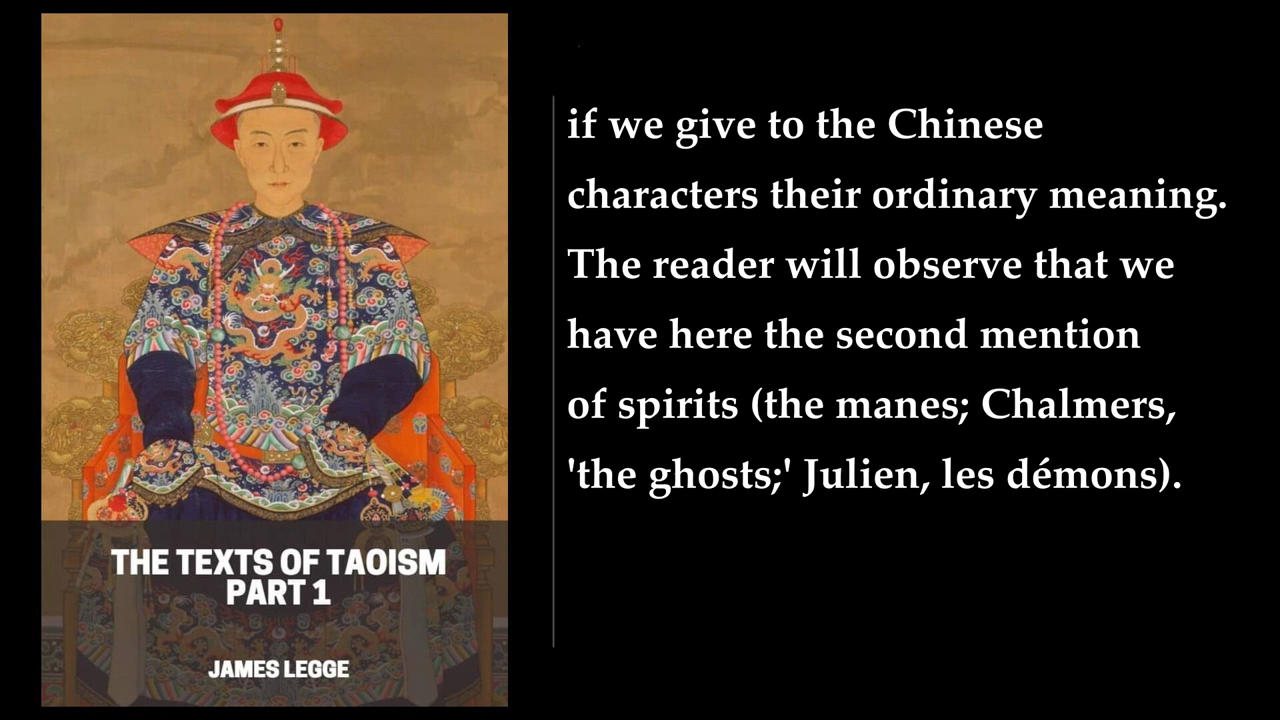 THE TEXTS OF TAOISM
PART 1
JAMES LEGGE
if we give to the Chinese
characters their ordinary meaning.
The reader will observe that we
have here the second mention
of spirits (the manes; Chalmers,
'the ghosts;' Julien, les démons).